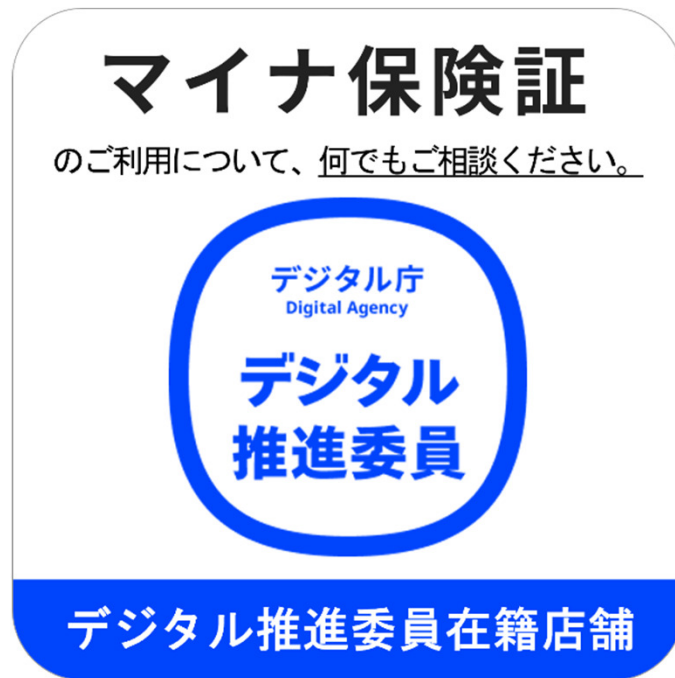 マイナ保険証
のご利用について、何でもご相談ください。
デジタル庁
Digital Agency
デジタル
推進委員
デジタル推進委員在籍店舗